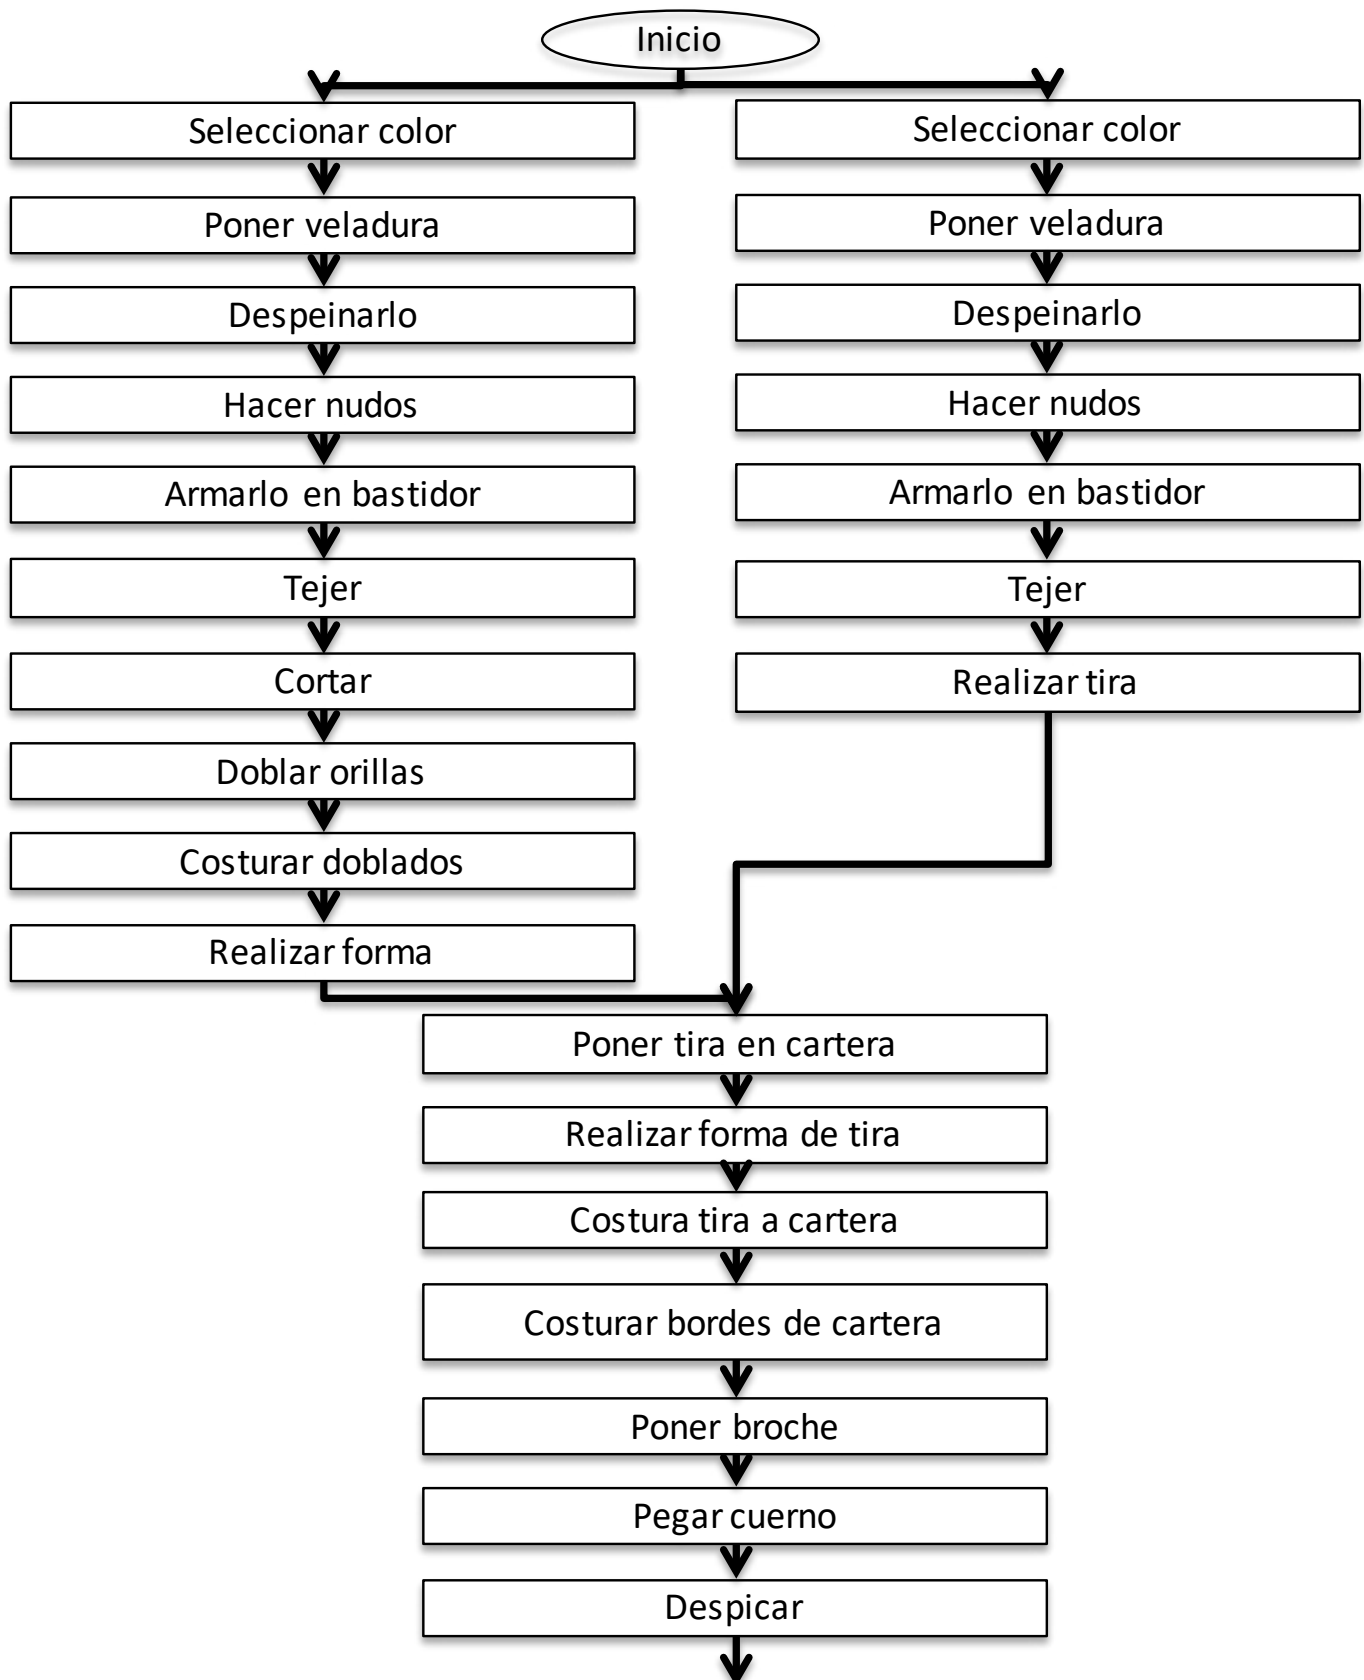 Inicio
Seleccionar color
Poner veladura
Despeinarlo
Hacer nudos
Armarlo en bastidor
Tejer
Cortar
Doblar orillas
Costurar doblados
Realizar forma
Seleccionar color
Poner veladura
Despeinarlo
Hacer nudos
Armarlo en bastidor
Tejer
Realizar tira
Poner tira en cartera
Realizar forma de tira
Costura tira a cartera
Costurar bordes de cartera
Poner broche
Pegar cuerno
Despicar